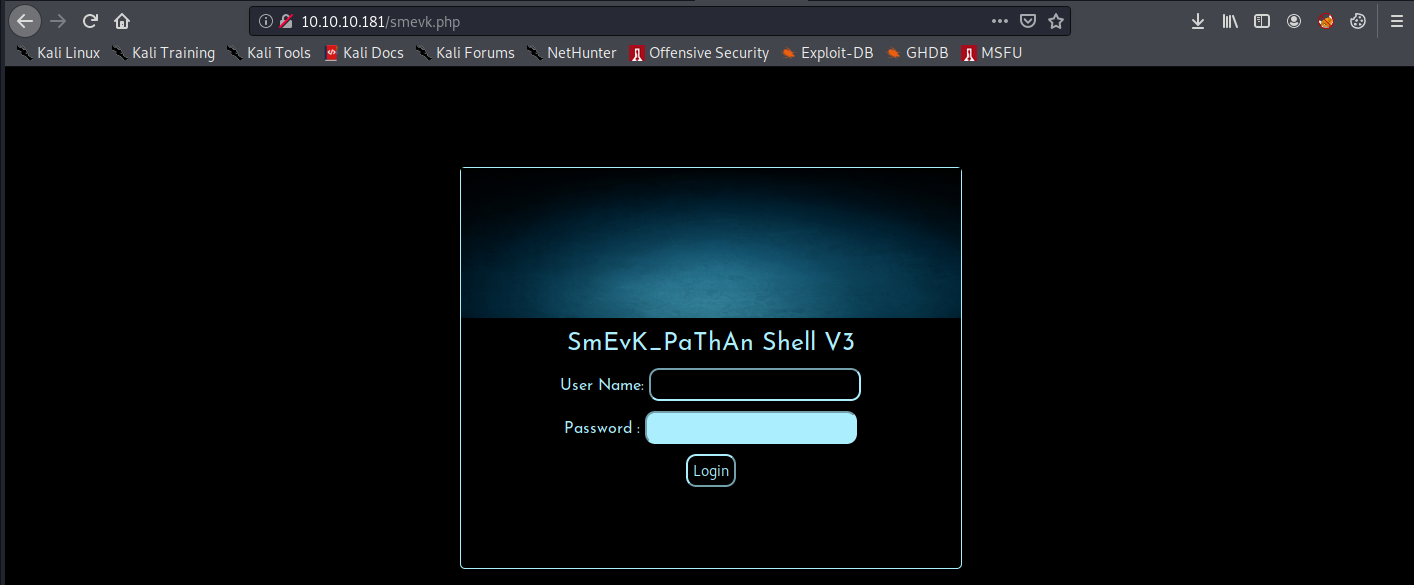 10.10.10.181/smevk.php
Kali Linux Kali Training Kali Tools Kali Docs Kali Forums NetHunter Offensive Security Exploit-DB GHDB MSFU
SmEvK_PaThAn Shell V3
User Name:
Password :
Login